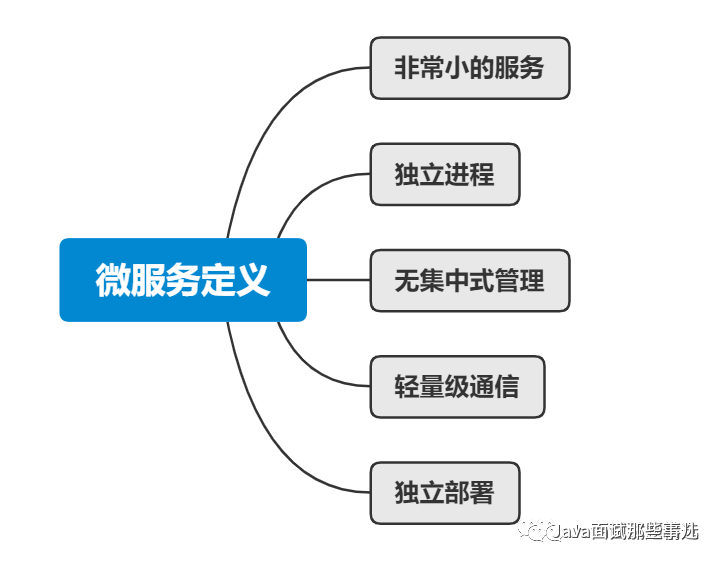 非常小的服务
独立进程
微服务定义
无集中式管理
轻量级通信
独立部署
Java面试那些事儿